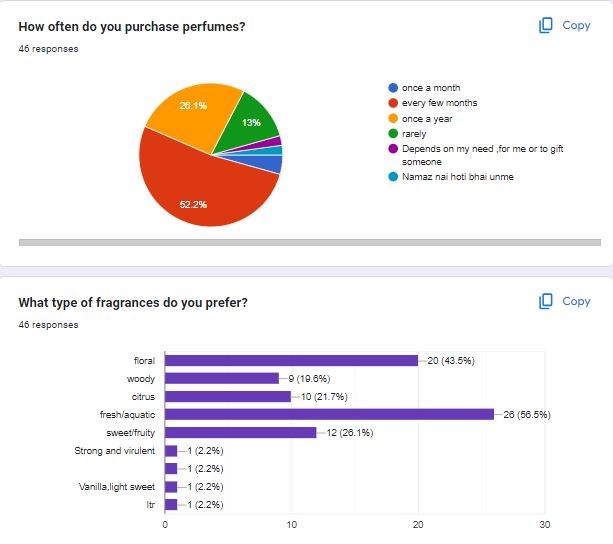 How often do you purchase perfumes?
Copy
46 responses
26.1%
13%
52.2%
once a month
every few months
once a year
rarely
Depends on my need ,for me or to gift
someone
Namaz nai hoti bhai unme
What type of fragrances do you prefer?
Copy
46 responses
floral 20 (43.5%)
woody 9 (19.6%)
citrus 10 (21.7%)
fresh/aquatic 26 (56.5%)
sweet/fruity 12 (26.1%)
Strong and virulent 1 (2.2%)
1 (2.2%)
Vanilla,light sweet 1 (2.2%)
Itr 1 (2.2%)
0 10 20 30